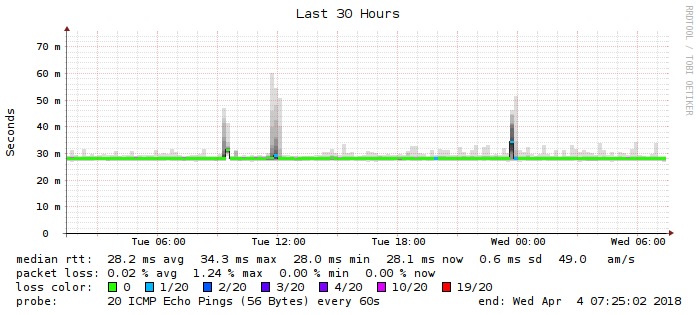 Last 30 Hours
RRDTOOL / TOBI OETIKER
Seconds
70 m
60 m
50 m
40 m
30 m
20 m
10 m
0
Tue 06:00 Tue 12:00 Tue 18:00 Wed 00:00 Wed 06:00
median rtt: 28.2 ms avg 34.3 ms max 28.0 ms min 28.1 ms now 0.6 ms sd 49.0 am/s
packet loss: 0.02 % avg 1.24 % max 0.00 % min 0.00 % now
loss color: 0 1/20 2/20 3/20 4/20 10/20 19/20
probe: 20 ICMP Echo Pings (56 Bytes) every 60s end: Wed Apr 4 07:25:02 2018